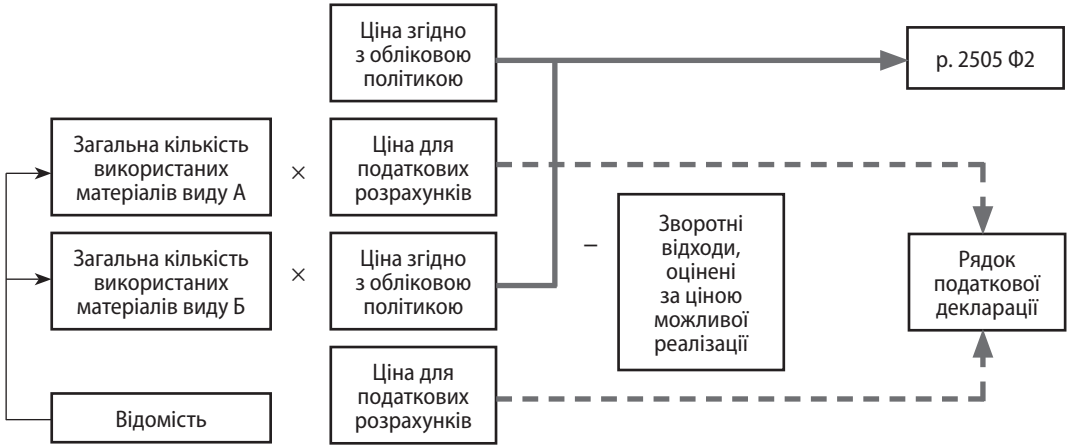 Ціна згідно
з обліковою
політикою
р. 2505 Ф2
Загальна кількість
використаних
матеріалів виду А
×
Ціна для
податкових
розрахунків
Загальна кількість
використаних
матеріалів виду Б
×
Ціна згідно
з обліковою
політикою
–
Зворотні
відходи,
оцінені
за ціною
можливої
реалізації
Рядок
податкової
декларації
Відомість
Ціна для
податкових
розрахунків